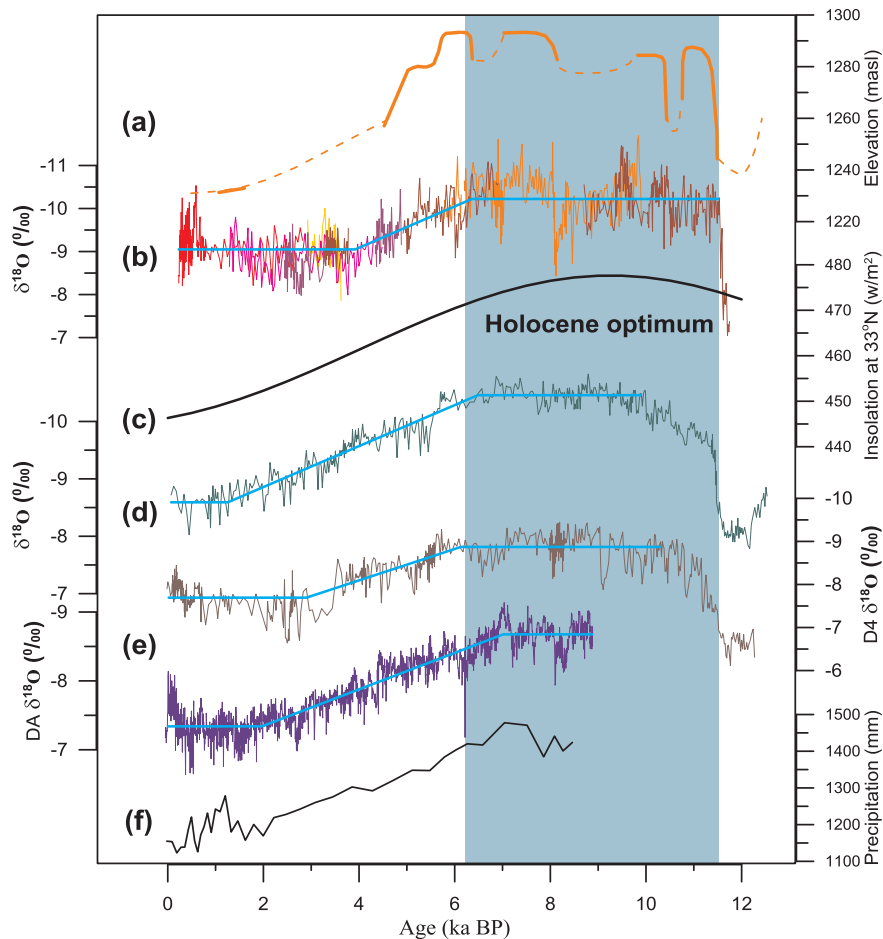 1300
1280
1260
1240
1220
Elevation (masl)
(a)
-11
-10
-9
-8
-7
δ¹⁸O (⁰/₀₀)
(b)
480
470
460
450
440
Insolation at 33°N (w/m²)
Holocene optimum
(c)
-10
-9
-8
-7
δ¹⁸O (⁰/₀₀)
(d)
-10
-9
-8
-7
-6
D4 δ¹⁸O (⁰/₀₀)
-9
-8
-7
DA δ¹⁸O (⁰/₀₀)
(e)
1500
1400
1300
1200
1100
Precipitation (mm)
(f)
0 2 4 6 8 10 12
Age (ka BP)